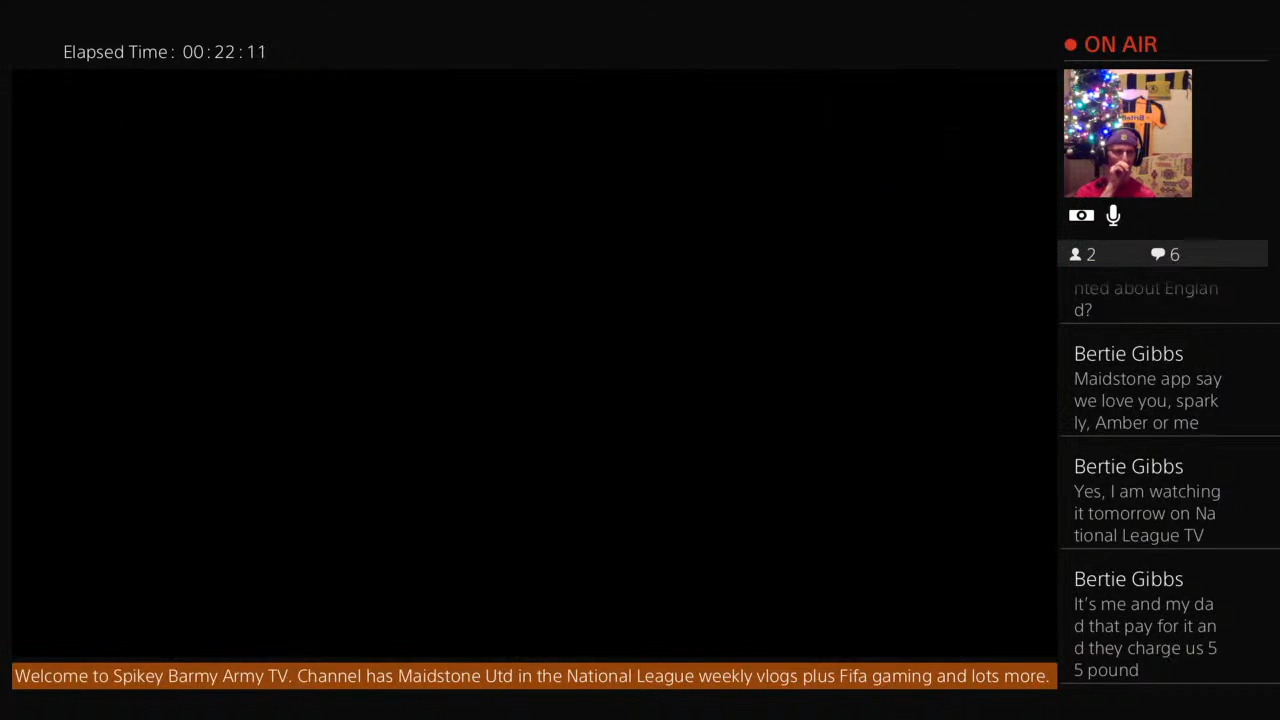 Elapsed Time: 00:22:11
ON AIR
2
6
nted about Englan
d?
Bertie Gibbs
Maidstone app say
we love you, spark
ly, Amber or me
Bertie Gibbs
Yes, I am watching
it tomorrow on Na
tional League TV
Bertie Gibbs
It's me and my da
d that pay for it an
d they charge us 5
5 pound
Welcome to Spikey Barmy Army TV. Channel has Maidstone Utd in the National League weekly vlogs plus Fifa gaming and lots more.